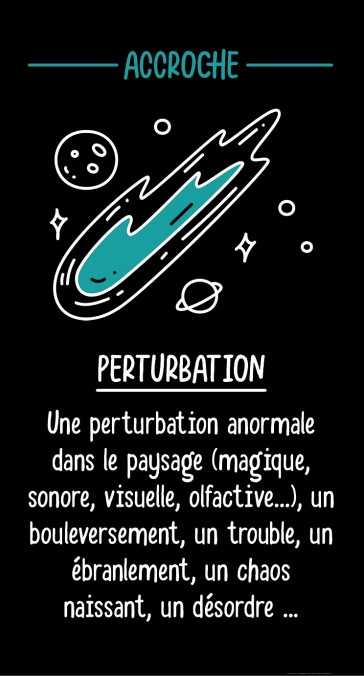 ACCROCHE
PERTURBATION
Une perturbation anormale
dans le paysage (magique,
sonore, visuelle, olfactive...), un
bouleversement, un trouble, un
ébranlement, un chaos
naissant, un désordre ...